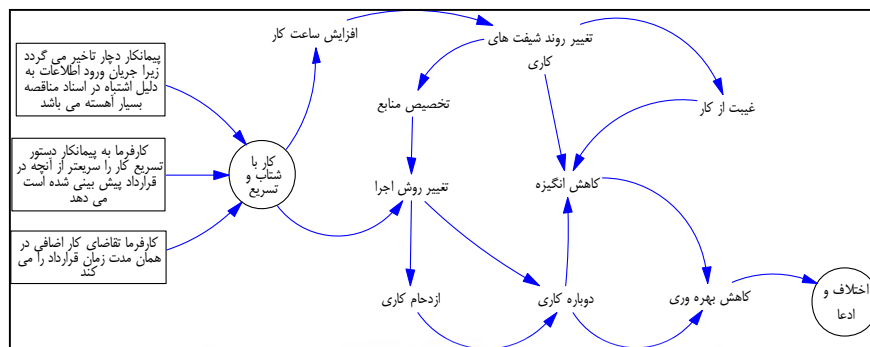 پیمانکار دچار تاخیر می گردد
زیرا جریان ورود اطلاعات به
دلیل اشتباه در اسناد مناقصه
بسیار اهسته می باشد
کارفرما به پیمانکار دستور
تسریع کار را سریعتر از آنچه در
قرارداد پیش بینی شده است
می دهد
کارفرما تقاضای کار اضافی در
همان مدت زمان قرارداد را می
کند
کار با
شتاب و
تسریع
افزایش ساعت کار
تغییر روند شیفت های
کاری
تخصیص منابع
غیبت از کار
تغییر روش اجرا
کاهش انگیزه
ازدحام کاری
دوباره کاری
کاهش بهره وری
اختلاف و
ادعا